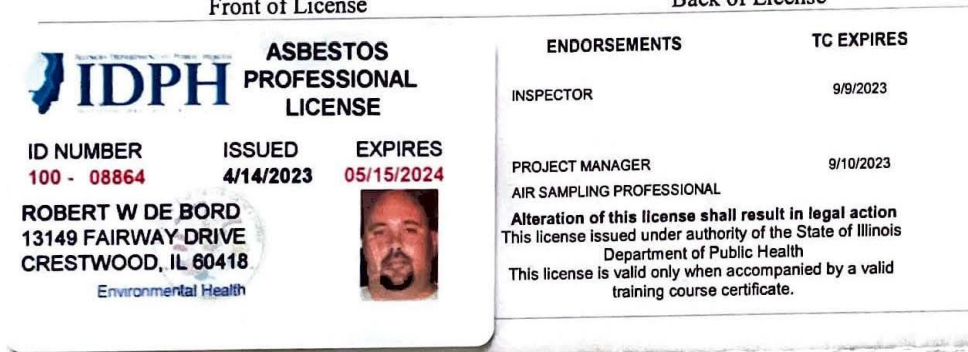 Front of License
Back of License
IDPH
ASBESTOS
PROFESSIONAL
LICENSE
ID NUMBER ISSUED EXPIRES
100 - 08864 4/14/2023 05/15/2024
ROBERT W DE BORD
13149 FAIRWAY DRIVE
CRESTWOOD, IL 60418
Environmental Health
ENDORSEMENTS TC EXPIRES
INSPECTOR 9/9/2023
PROJECT MANAGER 9/10/2023
AIR SAMPLING PROFESSIONAL
Alteration of this license shall result in legal action
This license issued under authority of the State of Illinois
Department of Public Health
This license is valid only when accompanied by a valid
training course certificate.